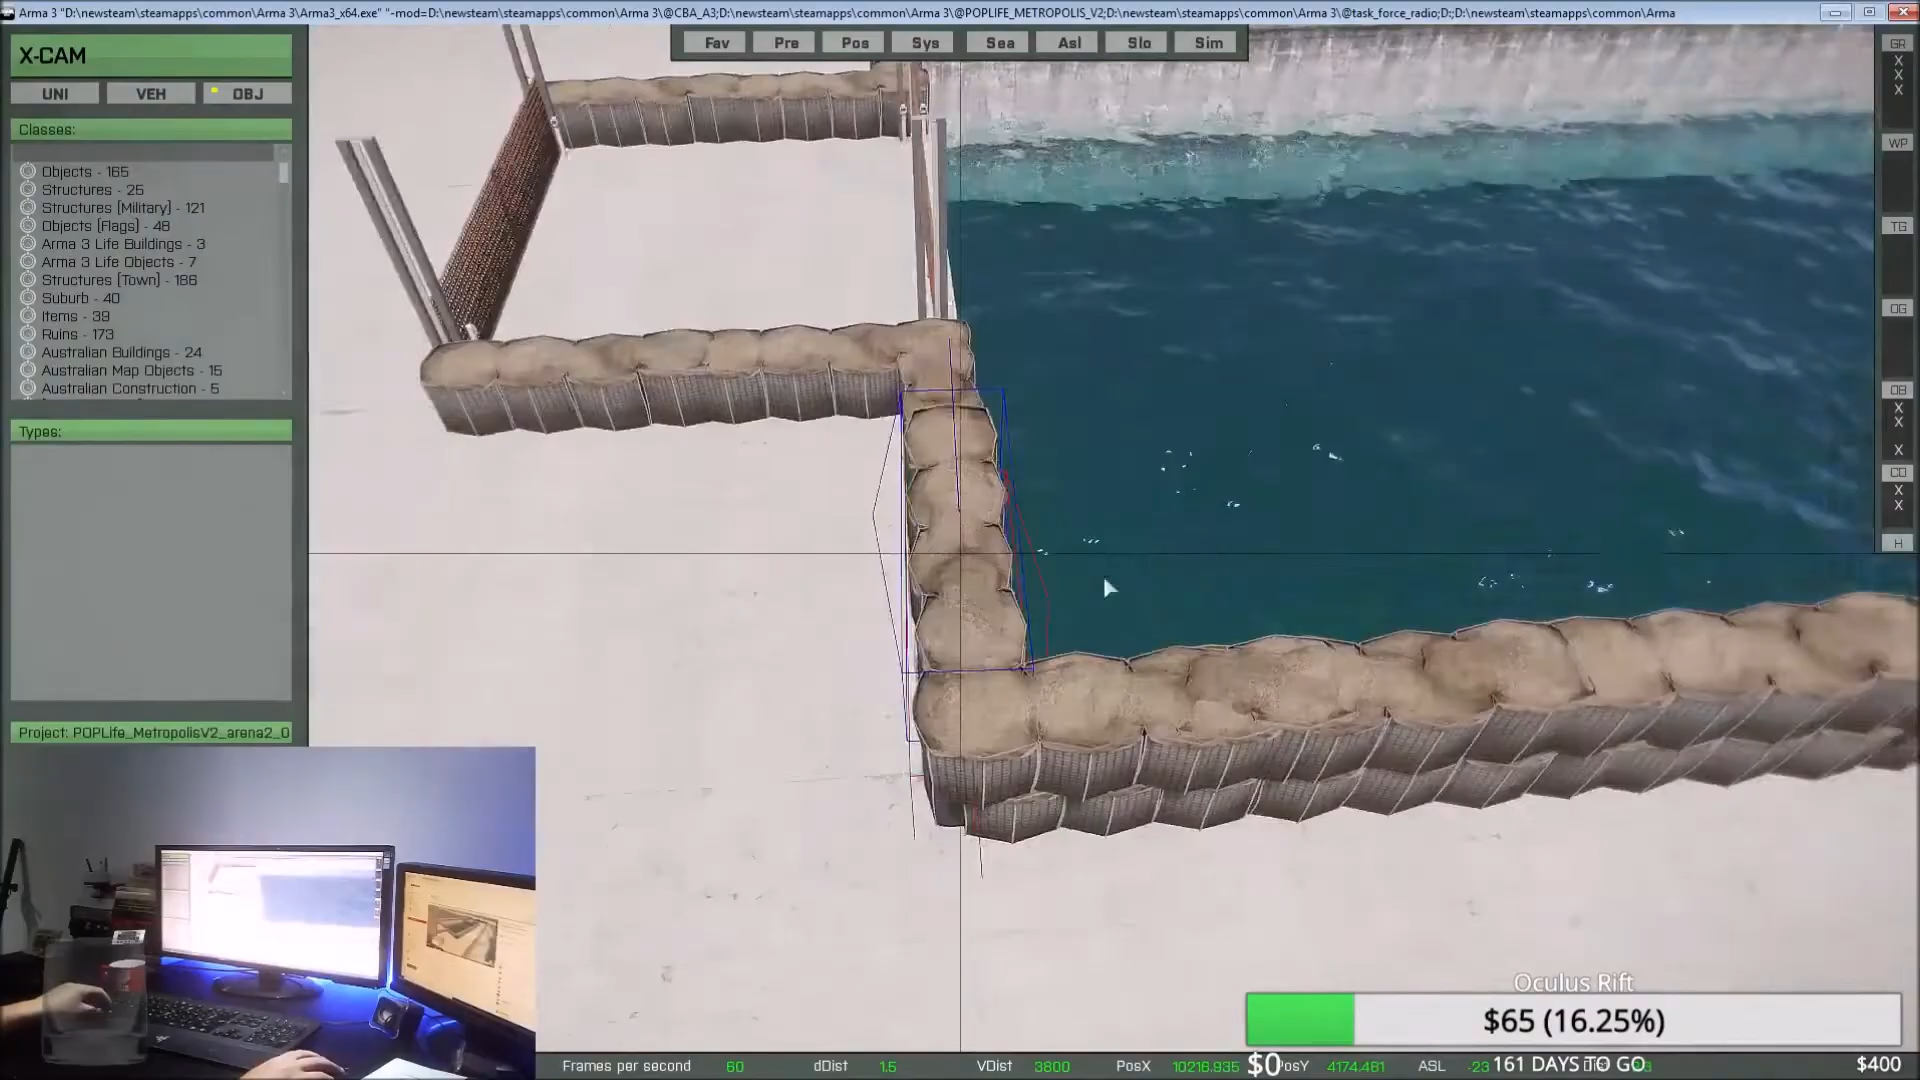 Arma 3 "D:\newsteam\steamapps\common\Arma 3\Arma3_x64.exe" "-mod=D:\newsteam\steamapps\common\Arma 3\@CBA_A3;D:\newsteam\steamapps\common\Arma 3\@POPLIFE_METROPOLIS_V2;D:\newsteam\steamapps\common\Arma 3\@task_force_radio;D:;D:\newsteam\steamapps\common\Arma
Fav Pre Pos Sys Sea Asl Slo Sim
X-CAM
UNI VEH OBJ
Classes:
Objects - 165
Structures - 25
Structures (Military) - 121
Objects (Flags) - 48
Arma 3 Life Buildings - 3
Arma 3 Life Objects - 7
Structures (Town) - 186
Suburb - 40
Items - 39
Ruins - 173
Australian Buildings - 24
Australian Map Objects - 15
Australian Construction - 5
Types:
Project: POPLife_MetropolisV2_arena2_0
GR
X
X
X
WP
TG
OG
OB
X
X
X
CO
X
X
H
Oculus Rift
$65 (16.25%)
Frames per second 60 dDist 1.5 VDist 3800 PosX 10216.935 $0 PosY 4174.481 ASL -23 161 DAYS TO GO $400